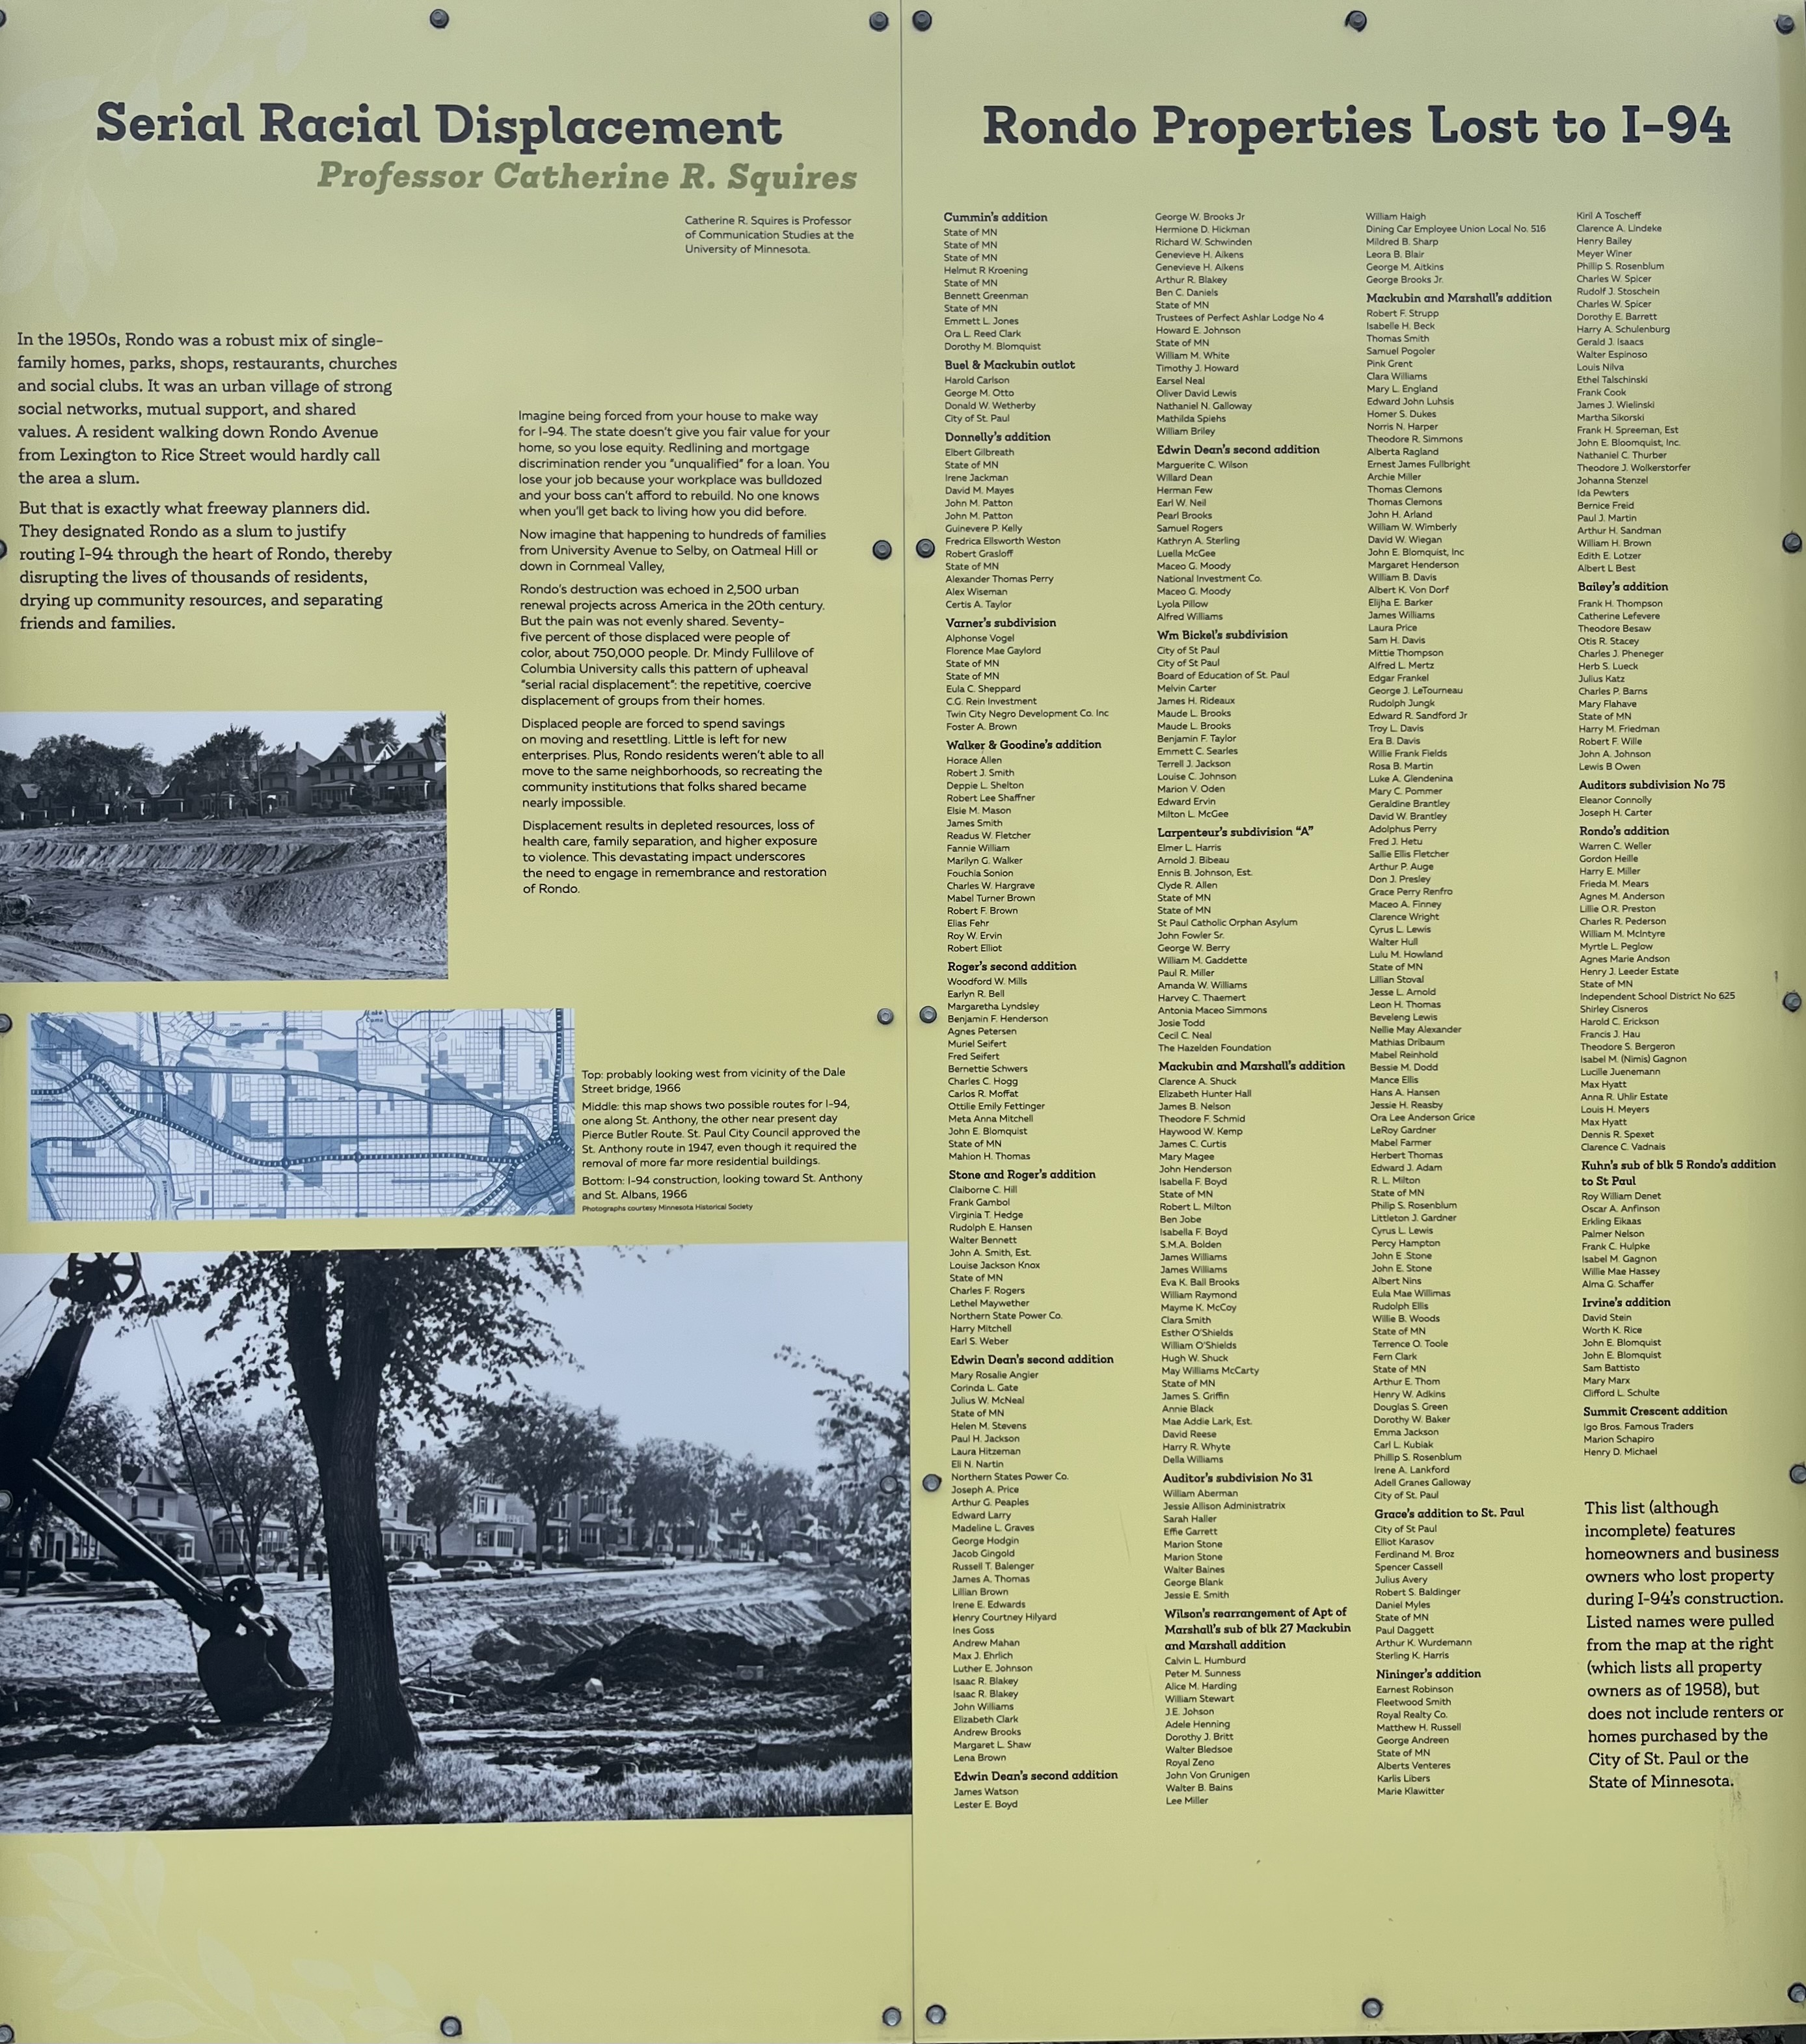 Serial Racial Displacement
Professor Catherine R. Squires
Catherine R. Squires is Professor
of Communication Studies at the
University of Minnesota.
In the 1950s, Rondo was a robust mix of single-
family homes, parks, shops, restaurants, churches
and social clubs. It was an urban village of strong
social networks, mutual support, and shared
values. A resident walking down Rondo Avenue
from Lexington to Rice Street would hardly call
the area a slum.
But that is exactly what freeway planners did.
They designated Rondo as a slum to justify
routing I-94 through the heart of Rondo, thereby
disrupting the lives of thousands of residents,
drying up community resources, and separating
friends and families.
Imagine being forced from your house to make way
for I-94. The state doesn't give you fair value for your
home, so you lose equity. Redlining and mortgage
discrimination render you "unqualified" for a loan. You
lose your job because your workplace was bulldozed
and your boss can't afford to rebuild. No one knows
when you'll get back to living how you did before.
Now imagine that happening to hundreds of families
from University Avenue to Selby, on Oatmeal Hill or
down in Cornmeal Valley,
Rondo's destruction was echoed in 2,500 urban
renewal projects across America in the 20th century.
But the pain was not evenly shared. Seventy-
five percent of those displaced were people of
color, about 750,000 people. Dr. Mindy Fullilove of
Columbia University calls this pattern of upheaval
"serial racial displacement": the repetitive, coercive
displacement of groups from their homes.
Displaced people are forced to spend savings
on moving and resettling. Little is left for new
enterprises. Plus, Rondo residents weren't able to all
move to the same neighborhoods, so recreating the
community institutions that folks shared became
nearly impossible.
Displacement results in depleted resources, loss of
health care, family separation, and higher exposure
to violence. This devastating impact underscores
the need to engage in remembrance and restoration
of Rondo.
Top: probably looking west from vicinity of the Dale
Street bridge, 1966
Middle: this map shows two possible routes for I-94,
one along St. Anthony, the other near present day
Pierce Butler Route. St. Paul City Council approved the
St. Anthony route in 1947, even though it required the
removal of more far more residential buildings.
Bottom: I-94 construction, looking toward St. Anthony
and St. Albans, 1966
Photographs courtesy Minnesota Historical Society
Rondo Properties Lost to I-94
Cummin's addition
State of MN
State of MN
State of MN
Helmut R Kroening
State of MN
Bennett Greenman
State of MN
Emmett L. Jones
Ora L. Reed Clark
Dorothy M. Blomquist
Buel & Mackubin outlot
Harold Carlson
George M. Otto
Donald W. Wetherby
City of St. Paul
Donnelly's addition
Elbert Gilbreath
State of MN
Irene Jackman
David M. Mayes
John M. Patton
John M. Patton
Guinevere P. Kelly
Fredrica Ellsworth Weston
Robert Grasloff
State of MN
Alexander Thomas Perry
Alex Wiseman
Certis A. Taylor
Varner's subdivision
Alphonse Vogel
Florence Mae Gaylord
State of MN
State of MN
Eula C. Sheppard
C.G. Rein Investment
Twin City Negro Development Co. Inc
Foster A. Brown
Walker & Goodine's addition
Horace Allen
Robert J. Smith
Deppie L. Shelton
Robert Lee Shaffner
Elsie M. Mason
James Smith
Readus W. Fletcher
Fannie William
Marilyn G. Walker
Fouchia Sonion
Charles W. Hargrave
Mabel Turner Brown
Robert F. Brown
Elias Fehr
Roy W. Ervin
Robert Elliot
Roger's second addition
Woodford W. Mills
Earlyn R. Bell
Margaretha Lyndsley
Benjamin F. Henderson
Agnes Petersen
Muriel Seifert
Fred Seifert
Bernettie Schwers
Charles C. Hogg
Carlos R. Moffat
Ottilie Emily Fettinger
Meta Anna Mitchell
John E. Blomquist
State of MN
Mahion H. Thomas
Stone and Roger's addition
Claiborne C. Hill
Frank Gambol
Virginia T. Hedge
Rudolph E. Hansen
Walter Bennett
John A. Smith, Est.
Louise Jackson Knox
State of MN
Charles F. Rogers
Lethel Maywether
Northern State Power Co.
Harry Mitchell
Earl S. Weber
Edwin Dean's second addition
Mary Rosalie Angier
Corinda L. Gate
Julius W. McNeal
State of MN
Helen M. Stevens
Paul H. Jackson
Laura Hitzeman
Eli N. Nartin
Northern States Power Co.
Joseph A. Price
Arthur G. Peaples
Edward Larry
Madeline L. Graves
George Hodgin
Jacob Gingold
Russell T. Balenger
James A. Thomas
Lillian Brown
Irene E. Edwards
Henry Courtney Hilyard
Ines Goss
Andrew Mahan
Max J. Ehrlich
Luther E. Johnson
Isaac R. Blakey
Isaac R. Blakey
John Williams
Elizabeth Clark
Andrew Brooks
Margaret L. Shaw
Lena Brown
Edwin Dean's second addition
James Watson
Lester E. Boyd
George W. Brooks Jr
Hermione D. Hickman
Richard W. Schwinden
Genevieve H. Aikens
Genevieve H. Aikens
Arthur R. Blakey
Ben C. Daniels
State of MN
Trustees of Perfect Ashlar Lodge No 4
Howard E. Johnson
State of MN
William M. White
Timothy J. Howard
Earsel Neal
Oliver David Lewis
Nathaniel N. Galloway
Mathilda Spiehs
William Briley
Edwin Dean's second addition
Marguerite C. Wilson
Willard Dean
Herman Few
Earl W. Neil
Pearl Brooks
Samuel Rogers
Kathryn A. Sterling
Luella McGee
Maceo G. Moody
National Investment Co.
Maceo G. Moody
Lyola Pillow
Alfred Williams
Wm Bickel's subdivision
City of St Paul
City of St Paul
Board of Education of St. Paul
Melvin Carter
James H. Rideaux
Maude L. Brooks
Maude L. Brooks
Benjamin F. Taylor
Emmett C. Searles
Terrell J. Jackson
Louise C. Johnson
Marion V. Oden
Edward Ervin
Milton L. McGee
Larpenteur's subdivision "A"
Elmer L. Harris
Arnold J. Bibeau
Ennis B. Johnson, Est.
Clyde R. Allen
State of MN
State of MN
St Paul Catholic Orphan Asylum
John Fowler Sr.
George W. Berry
William M. Gaddette
Paul R. Miller
Amanda W. Williams
Harvey C. Thaemert
Antonia Maceo Simmons
Josie Todd
Cecil C. Neal
The Hazelden Foundation
Mackubin and Marshall's addition
Clarence A. Shuck
Elizabeth Hunter Hall
James B. Nelson
Theodore F. Schmid
Haywood W. Kemp
James C. Curtis
Mary Magee
John Henderson
Isabella F. Boyd
State of MN
Robert L. Milton
Ben Jobe
Isabella F. Boyd
S.M.A. Bolden
James Williams
James Williams
Eva K. Ball Brooks
William Raymond
Mayme K. McCoy
Clara Smith
Esther O'Shields
William O'Shields
Hugh W. Shuck
May Williams McCarty
State of MN
James S. Griffin
Annie Black
Mae Addie Lark, Est.
David Reese
Harry R. Whyte
Della Williams
Auditor's subdivision No 31
William Aberman
Jessie Allison Administratrix
Sarah Haller
Effie Garrett
Marion Stone
Marion Stone
Walter Baines
George Blank
Jessie E. Smith
Wilson's rearrangement of Apt of
Marshall's sub of blk 27 Mackubin
and Marshall addition
Calvin L. Humburd
Peter M. Sunness
Alice M. Harding
William Stewart
J.E. Johson
Adele Henning
Dorothy J. Britt
Walter Bledsoe
Royal Zeno
John Von Grunigen
Walter B. Bains
Lee Miller
William Haigh
Dining Car Employee Union Local No. 516
Mildred B. Sharp
Leora B. Blair
George M. Aitkins
George Brooks Jr.
Mackubin and Marshall's addition
Robert F. Strupp
Isabelle H. Beck
Thomas Smith
Samuel Pogoler
Pink Grent
Clara Williams
Mary L. England
Edward John Luhsis
Homer S. Dukes
Norris N. Harper
Theodore R. Simmons
Alberta Ragland
Ernest James Fullbright
Archie Miller
Thomas Clemons
Thomas Clemons
John H. Arland
William W. Wimberly
David W. Wiegan
John E. Blomquist, Inc
Margaret Henderson
William B. Davis
Albert K. Von Dorf
Elijha E. Barker
James Williams
Laura Price
Sam H. Davis
Mittie Thompson
Alfred L. Mertz
Edgar Frankel
George J. LeTourneau
Rudolph Jungk
Edward R. Sandford Jr
Troy L. Davis
Era B. Davis
Willie Frank Fields
Rosa B. Martin
Luke A. Glendenina
Mary C. Pommer
Geraldine Brantley
David W. Brantley
Adolphus Perry
Fred J. Hetu
Sallie Ellis Fletcher
Arthur P. Auge
Don J. Presley
Grace Perry Renfro
Maceo A. Finney
Clarence Wright
Cyrus L. Lewis
Walter Hull
Lulu M. Howland
State of MN
Lillian Stoval
Jesse L. Arnold
Leon H. Thomas
Beveleng Lewis
Nellie May Alexander
Mathias Dribaum
Mabel Reinhold
Bessie M. Dodd
Mance Ellis
Hans A. Hansen
Jessie H. Reasby
Ora Lee Anderson Grice
LeRoy Gardner
Mabel Farmer
Herbert Thomas
Edward J. Adam
R. L. Milton
State of MN
Philip S. Rosenblum
Littleton J. Gardner
Cyrus L. Lewis
Percy Hampton
John E .Stone
John E. Stone
Albert Nins
Eula Mae Willimas
Rudolph Ellis
Willie B. Woods
State of MN
Terrence O. Toole
Fern Clark
State of MN
Arthur E. Thom
Henry W. Adkins
Douglas S. Green
Dorothy W. Baker
Emma Jackson
Carl L. Kubiak
Phillip S. Rosenblum
Irene A. Lankford
Adell Granes Galloway
City of St. Paul
Grace's addition to St. Paul
City of St Paul
Elliot Karasov
Ferdinand M. Broz
Spencer Cassell
Julius Avery
Robert S. Baldinger
Daniel Myles
State of MN
Paul Daggett
Arthur K. Wurdemann
Sterling K. Harris
Nininger's addition
Earnest Robinson
Fleetwood Smith
Royal Realty Co.
Matthew H. Russell
George Andreen
State of MN
Alberts Venteres
Karlis Libers
Marie Klawitter
Kiril A Toscheff
Clarence A. Lindeke
Henry Bailey
Meyer Winer
Phillip S. Rosenblum
Charles W. Spicer
Rudolf J. Stoschein
Charles W. Spicer
Dorothy E. Barrett
Harry A. Schulenburg
Gerald J. Isaacs
Walter Espinoso
Louis Nilva
Ethel Talschinski
Frank Cook
James J. Wielinski
Martha Sikorski
Frank H. Spreeman, Est
John E. Bloomquist, Inc.
Nathaniel C. Thurber
Theodore J. Wolkerstorfer
Johanna Stenzel
Ida Pewters
Bernice Freid
Paul J. Martin
Arthur H. Sandman
William H. Brown
Edith E. Lotzer
Albert L Best
Bailey's addition
Frank H. Thompson
Catherine Lefevere
Theodore Besaw
Otis R. Stacey
Charles J. Pheneger
Herb S. Lueck
Julius Katz
Charles P. Barns
Mary Flahave
State of MN
Harry M. Friedman
Robert F. Wille
John A. Johnson
Lewis B Owen
Auditors subdivision No 75
Eleanor Connolly
Joseph H. Carter
Rondo's addition
Warren C. Weller
Gordon Heille
Harry E. Miller
Frieda M. Mears
Agnes M. Anderson
Lillie O.R. Preston
Charles R. Pederson
William M. McIntyre
Myrtle L. Peglow
Agnes Marie Andson
Henry J. Leeder Estate
State of MN
Independent School District No 625
Shirley Cisneros
Harold C. Erickson
Francis J. Hau
Theodore S. Bergeron
Isabel M. (Nimis) Gagnon
Lucille Juenemann
Max Hyatt
Anna R. Uhlir Estate
Louis H. Meyers
Max Hyatt
Dennis R. Spexet
Clarence C. Vadnais
Kuhn's sub of blk 5 Rondo's addition
to St Paul
Roy William Denet
Oscar A. Anfinson
Erkling Eikaas
Palmer Nelson
Frank C. Hulpke
Isabel M. Gagnon
Willie Mae Hassey
Alma G. Schaffer
Irvine's addition
David Stein
Worth K. Rice
John E. Blomquist
John E. Blomquist
Sam Battisto
Mary Marx
Clifford L. Schulte
Summit Crescent addition
Igo Bros. Famous Traders
Marion Schapiro
Henry D. Michael
This list (although
incomplete) features
homeowners and business
owners who lost property
during I-94's construction.
Listed names were pulled
from the map at the right
(which lists all property
owners as of 1958), but
does not include renters or
homes purchased by the
City of St. Paul or the
State of Minnesota.